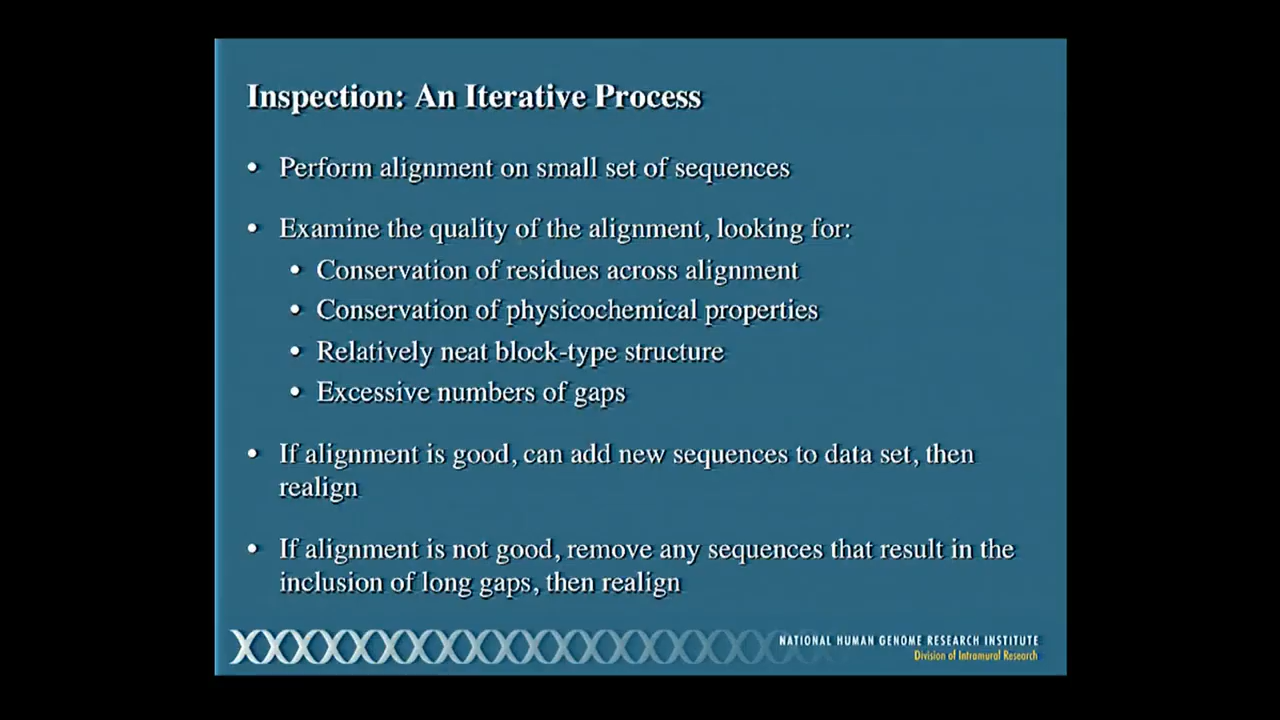 Inspection: An Iterative Process
• Perform alignment on small set of sequences
• Examine the quality of the alignment, looking for:
• Conservation of residues across alignment
• Conservation of physicochemical properties
• Relatively neat block-type structure
• Excessive numbers of gaps
• If alignment is good, can add new sequences to data set, then
realign
• If alignment is not good, remove any sequences that result in the
inclusion of long gaps, then realign
NATIONAL HUMAN GENOME RESEARCH INSTITUTE
Division of Intramural Research